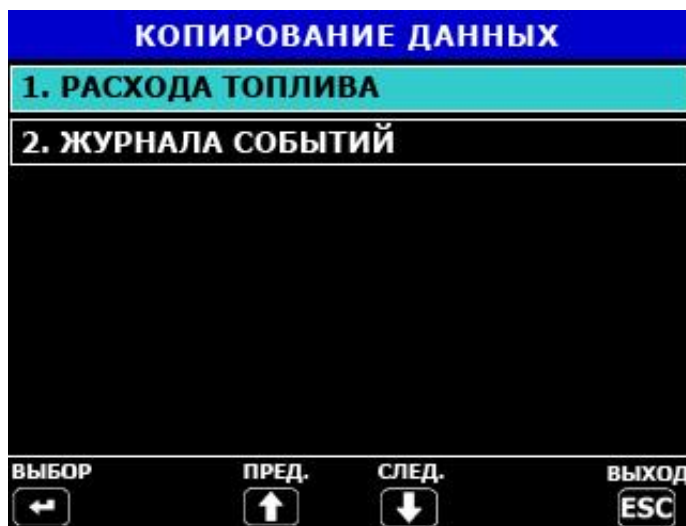 КОПИРОВАНИЕ ДАННЫХ
1. РАСХОДА ТОПЛИВА
2. ЖУРНАЛА СОБЫТИЙ
ВЫБОР ПРЕД. СЛЕД. ВЫХОД
ESC